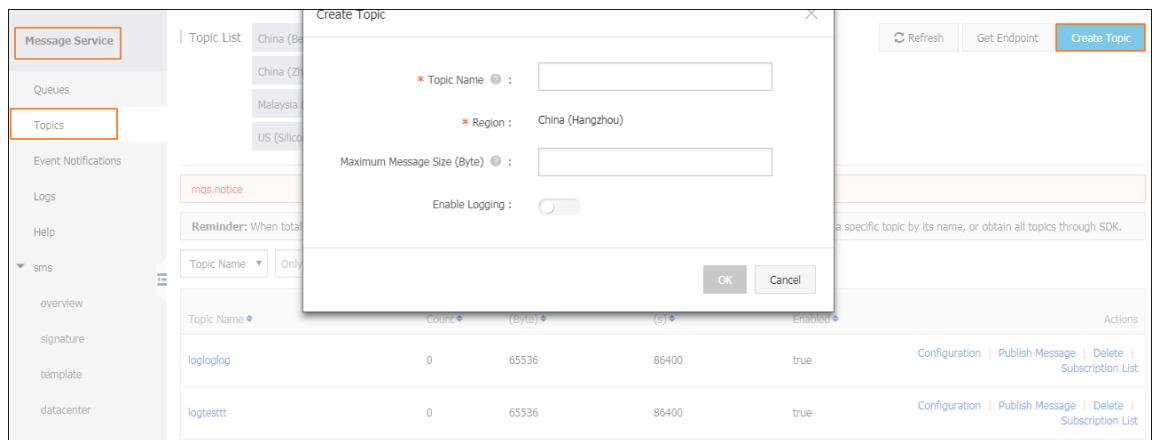 Message Service
Queues
Topics
Event Notifications
Logs
Help
sms
overview
signature
template
datacenter
Topic List
China (Be
China (Zh
Malaysia (
US (Silico
Refresh
Get Endpoint
Create Topic
mqs.notice
Reminder: When total
a specific topic by its name, or obtain all topics through SDK.
Topic Name
Only
Create Topic
* Topic Name ? :
* Region : China (Hangzhou)
Maximum Message Size (Byte) ? :
Enable Logging :
OK Cancel
Topic Name Count (Byte) (s) Enabled Actions
logloglog 0 65536 86400 true Configuration | Publish Message | Delete |
Subscription List
logtesttt 0 65536 86400 true Configuration | Publish Message | Delete |
Subscription List